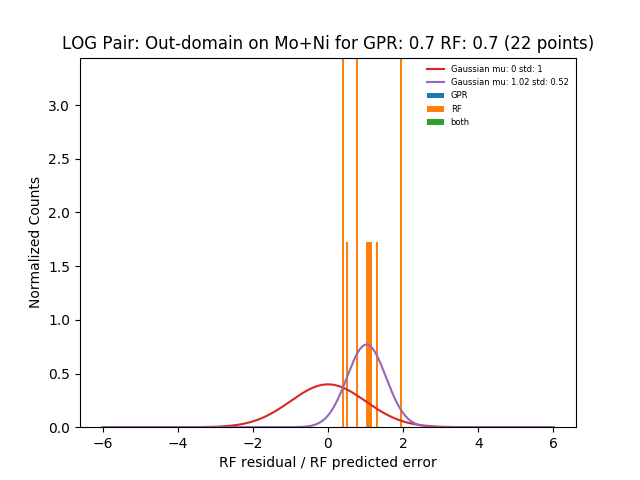 LOG Pair: Out-domain on Mo+Ni for GPR: 0.7 RF: 0.7 (22 points)
Gaussian mu: 0 std: 1
Gaussian mu: 1.02 std: 0.52
GPR
RF
both
3.0
2.5
2.0
1.5
1.0
0.5
0.0
Normalized Counts
−6
−4
−2
0
2
4
6
RF residual / RF predicted error